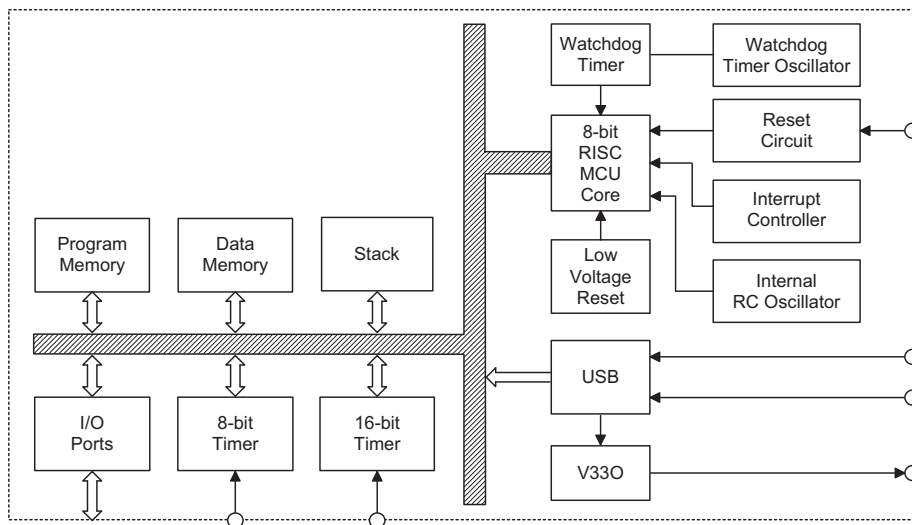 Watchdog
Timer
Watchdog
Timer Oscillator
8-bit
RISC
MCU
Core
Reset
Circuit
Interrupt
Controller
Low
Voltage
Reset
Internal
RC Oscillator
Program
Memory
Data
Memory
Stack
USB
I/O
Ports
8-bit
Timer
16-bit
Timer
V33O